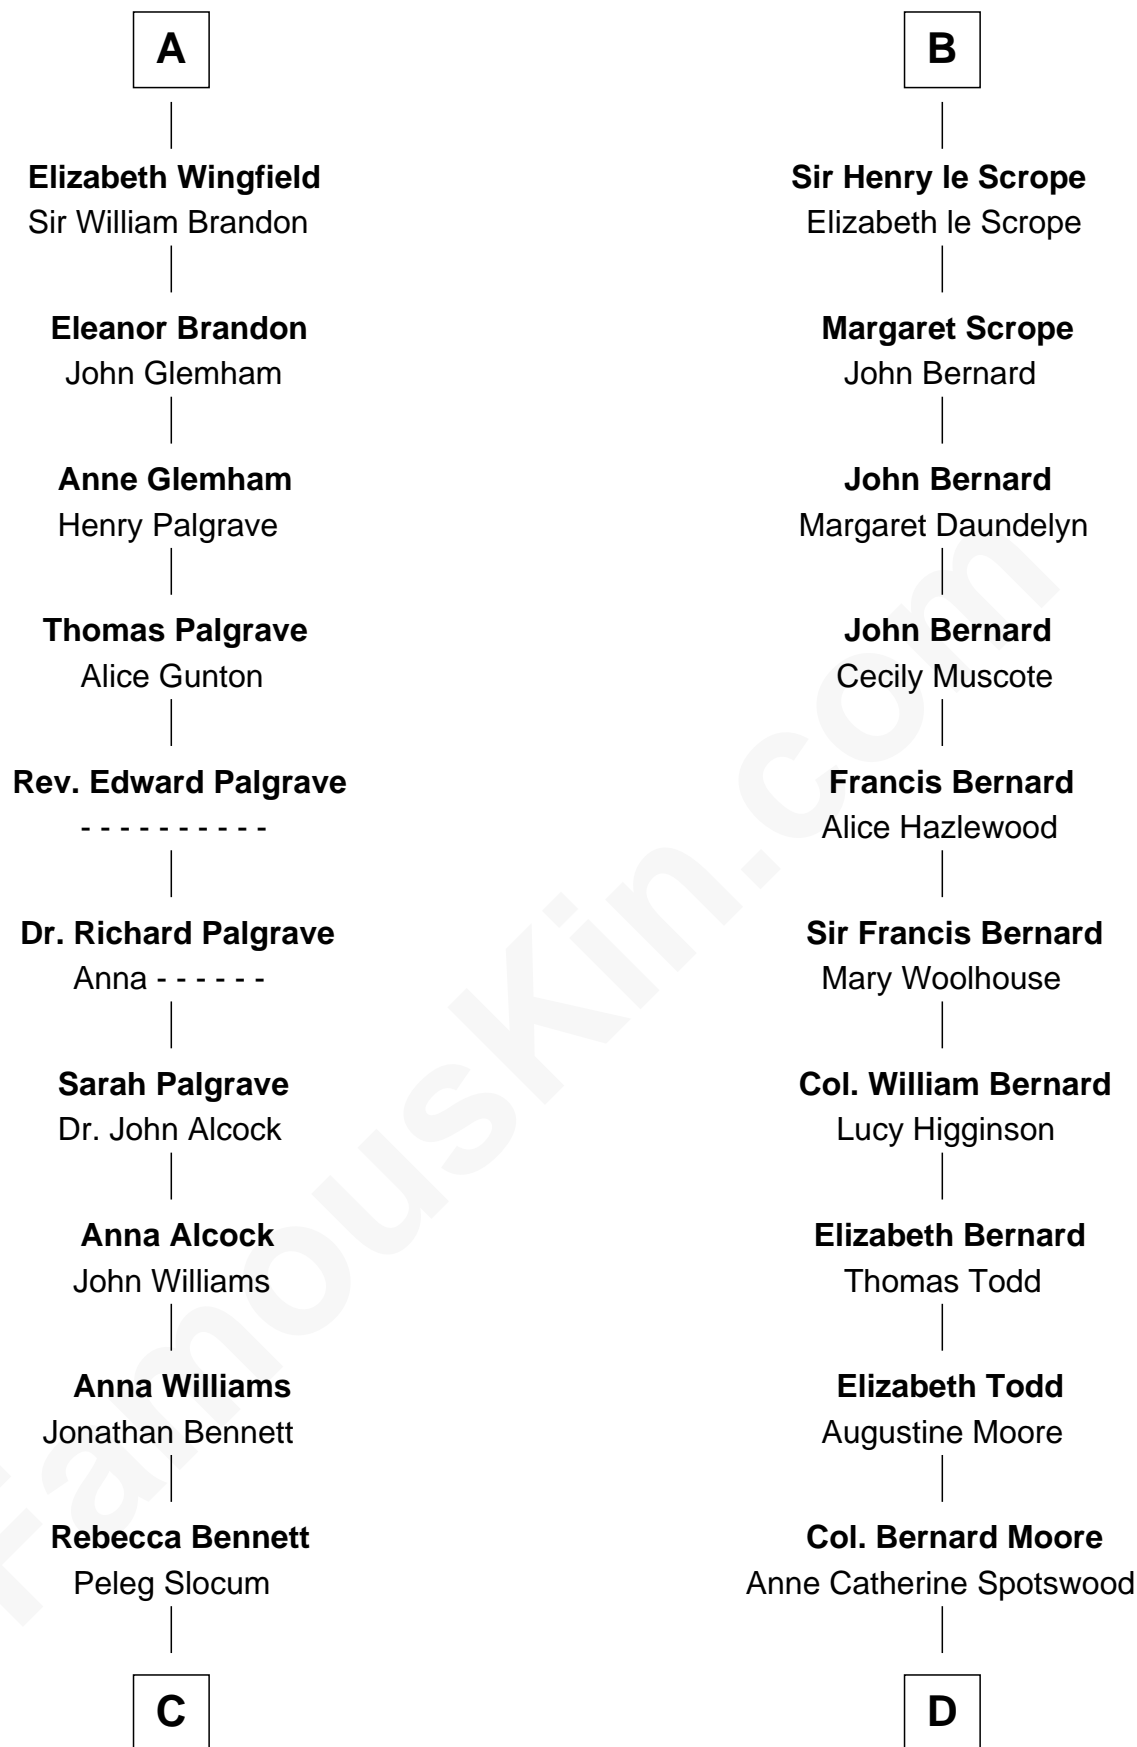 A
Elizabeth Wingfield
Sir William Brandon
Eleanor Brandon
John Glemham
Anne Glemham
Henry Palgrave
Thomas Palgrave
Alice Gunton
Rev. Edward Palgrave
- - - - - - - - - -
Dr. Richard Palgrave
Anna - - - - - -
Sarah Palgrave
Dr. John Alcock
Anna Alcock
John Williams
Anna Williams
Jonathan Bennett
Rebecca Bennett
Peleg Slocum
C
B
Sir Henry le Scrope
Elizabeth le Scrope
Margaret Scrope
John Bernard
John Bernard
Margaret Daundelyn
John Bernard
Cecily Muscote
Francis Bernard
Alice Hazlewood
Sir Francis Bernard
Mary Woolhouse
Col. William Bernard
Lucy Higginson
Elizabeth Bernard
Thomas Todd
Elizabeth Todd
Augustine Moore
Col. Bernard Moore
Anne Catherine Spotswood
D
FamousKin.com